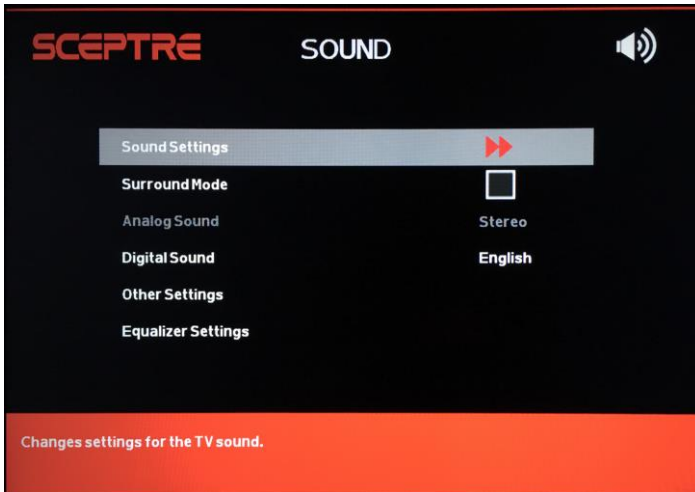 SCEPTRE SOUND
Sound Settings
Surround Mode
Analog Sound Stereo
Digital Sound English
Other Settings
Equalizer Settings
Changes settings for the TV sound.